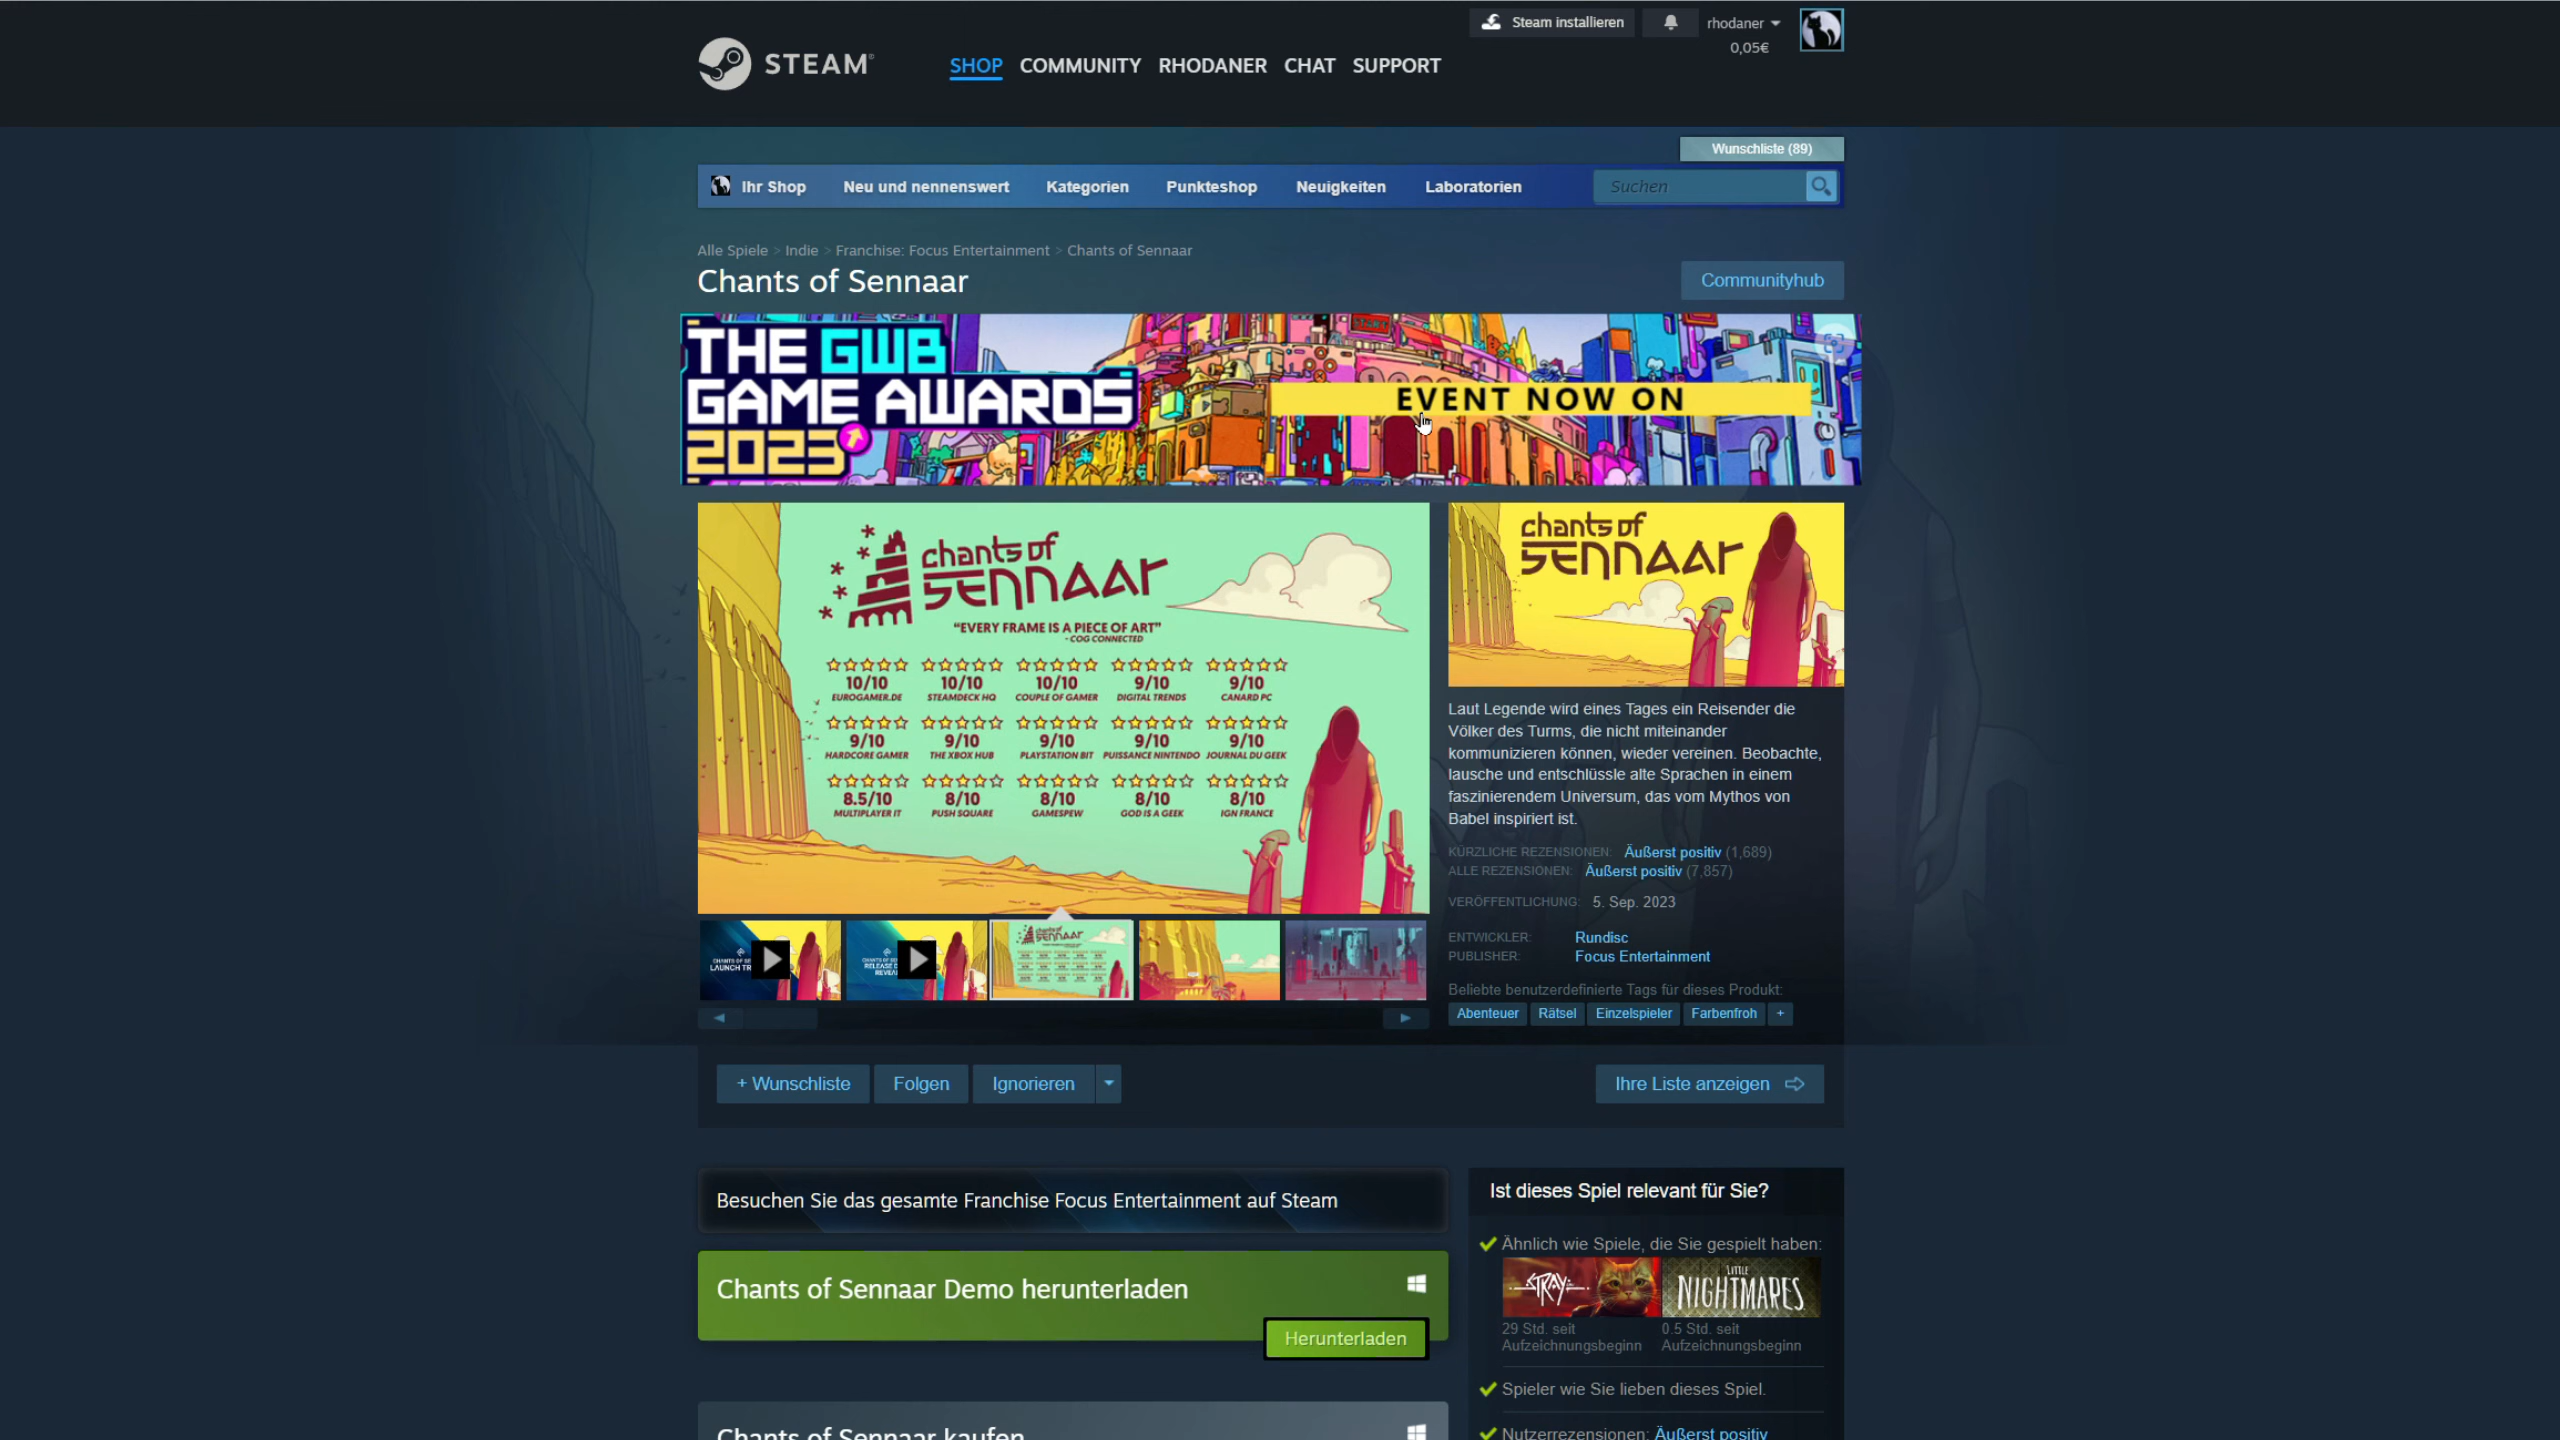 Steam installieren
rhodaner
0,05€
STEAM
SHOP COMMUNITY RHODANER CHAT SUPPORT
Wunschliste (89)
Ihr Shop Neu und nennenswert Kategorien Punkteshop Neuigkeiten Laboratorien Suchen
Alle Spiele > Indie > Franchise: Focus Entertainment > Chants of Sennaar
Chants of Sennaar
Communityhub
THE GWB
GAME AWARDS
2023
EVENT NOW ON
chants of
SENNAAR
"EVERY FRAME IS A PIECE OF ART"
- COG CONNECTED
10/10 10/10 10/10 9/10 9/10
EUROGAMER.DE STEAMDECK HQ COUPLE OF GAMER DIGITAL TRENDS CANARD PC
9/10 9/10 9/10 9/10 9/10
HARDCORE GAMER THE XBOX HUB PLAYSTATION BIT PUISSANCE NINTENDO JOURNAL DU GEEK
8.5/10 8/10 8/10 8/10 8/10
MULTIPLAYER IT PUSH SQUARE GAMESPEW GOD IS A GEEK IGN FRANCE
chants of
SENNAAR
Laut Legende wird eines Tages ein Reisender die
Völker des Turms, die nicht miteinander
kommunizieren können, wieder vereinen. Beobachte,
lausche und entschlüssle alte Sprachen in einem
faszinierendem Universum, das vom Mythos von
Babel inspiriert ist.
KÜRZLICHE REZENSIONEN: Äußerst positiv (1,689)
ALLE REZENSIONEN: Äußerst positiv (7,857)
VERÖFFENTLICHUNG: 5. Sep. 2023
ENTWICKLER: Rundisc
PUBLISHER: Focus Entertainment
Beliebte benutzerdefinierte Tags für dieses Produkt:
Abenteuer Rätsel Einzelspieler Farbenfroh +
+ Wunschliste Folgen Ignorieren
Ihre Liste anzeigen
Besuchen Sie das gesamte Franchise Focus Entertainment auf Steam
Chants of Sennaar Demo herunterladen
Herunterladen
Chants of Sennaar kaufen
Ist dieses Spiel relevant für Sie?
Ähnlich wie Spiele, die Sie gespielt haben:
STRAY
LITTLE
NIGHTMARES
29 Std. seit
Aufzeichnungsbeginn
0.5 Std. seit
Aufzeichnungsbeginn
Spieler wie Sie lieben dieses Spiel.
Nutzerrezensionen: Äußerst positiv